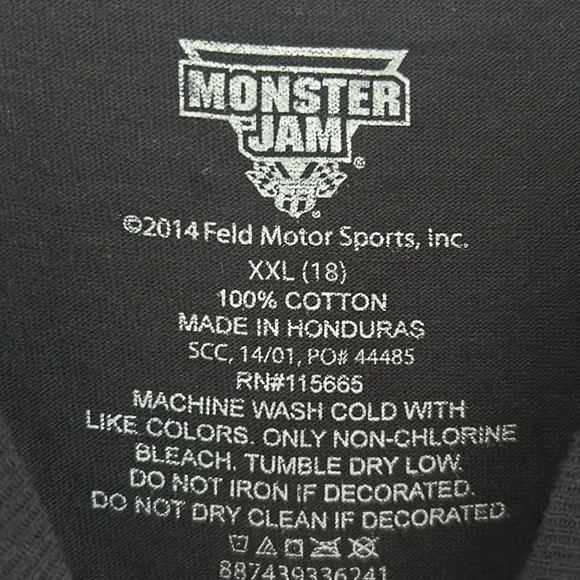 MONSTER
JAM®
©2014 Feld Motor Sports, Inc.
XXL (18)
100% COTTON
MADE IN HONDURAS
SCC, 14/01, PO# 44485
RN#115665
MACHINE WASH COLD WITH
LIKE COLORS. ONLY NON-CHLORINE
BLEACH. TUMBLE DRY LOW.
DO NOT IRON IF DECORATED.
DO NOT DRY CLEAN IF DECORATED.
887439336241